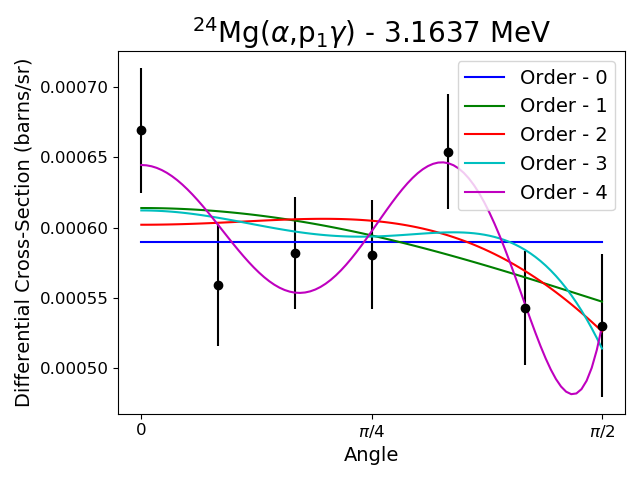 ²⁴Mg(α,p₁γ) - 3.1637 MeV
Differential Cross-Section (barns/sr)
0.00070
0.00065
0.00060
0.00055
0.00050
Order - 0
Order - 1
Order - 2
Order - 3
Order - 4
0
π/4
π/2
Angle